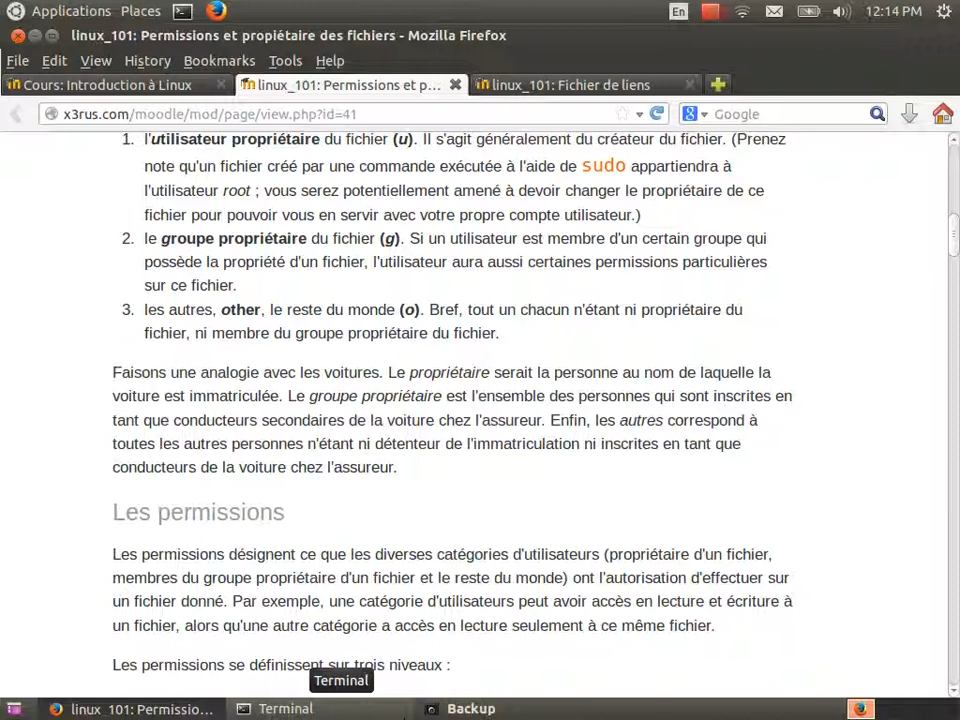 Applications Places En 12:14 PM
linux_101: Permissions et propiétaire des fichiers - Mozilla Firefox
File Edit View History Bookmarks Tools Help
Cours: Introduction à Linux linux_101: Permissions et p... linux_101: Fichier de liens
x3rus.com/moodle/mod/page/view.php?id=41 Google
1. l'utilisateur propriétaire du fichier (u). Il s'agit généralement du créateur du fichier. (Prenez
note qu'un fichier créé par une commande exécutée à l'aide de sudo appartiendra à
l'utilisateur root ; vous serez potentiellement amené à devoir changer le propriétaire de ce
fichier pour pouvoir vous en servir avec votre propre compte utilisateur.)
2. le groupe propriétaire du fichier (g). Si un utilisateur est membre d'un certain groupe qui
possède la propriété d'un fichier, l'utilisateur aura aussi certaines permissions particulières
sur ce fichier.
3. les autres, other, le reste du monde (o). Bref, tout un chacun n'étant ni propriétaire du
fichier, ni membre du groupe propriétaire du fichier.
Faisons une analogie avec les voitures. Le propriétaire serait la personne au nom de laquelle la
voiture est immatriculée. Le groupe propriétaire est l'ensemble des personnes qui sont inscrites en
tant que conducteurs secondaires de la voiture chez l'assureur. Enfin, les autres correspond à
toutes les autres personnes n'étant ni détenteur de l'immatriculation ni inscrites en tant que
conducteurs de la voiture chez l'assureur.
Les permissions
Les permissions désignent ce que les diverses catégories d'utilisateurs (propriétaire d'un fichier,
membres du groupe propriétaire d'un fichier et le reste du monde) ont l'autorisation d'effectuer sur
un fichier donné. Par exemple, une catégorie d'utilisateurs peut avoir accès en lecture et écriture à
un fichier, alors qu'une autre catégorie a accès en lecture seulement à ce même fichier.
Les permissions se définissent sur trois niveaux :
Terminal
linux_101: Permissio... Terminal Backup